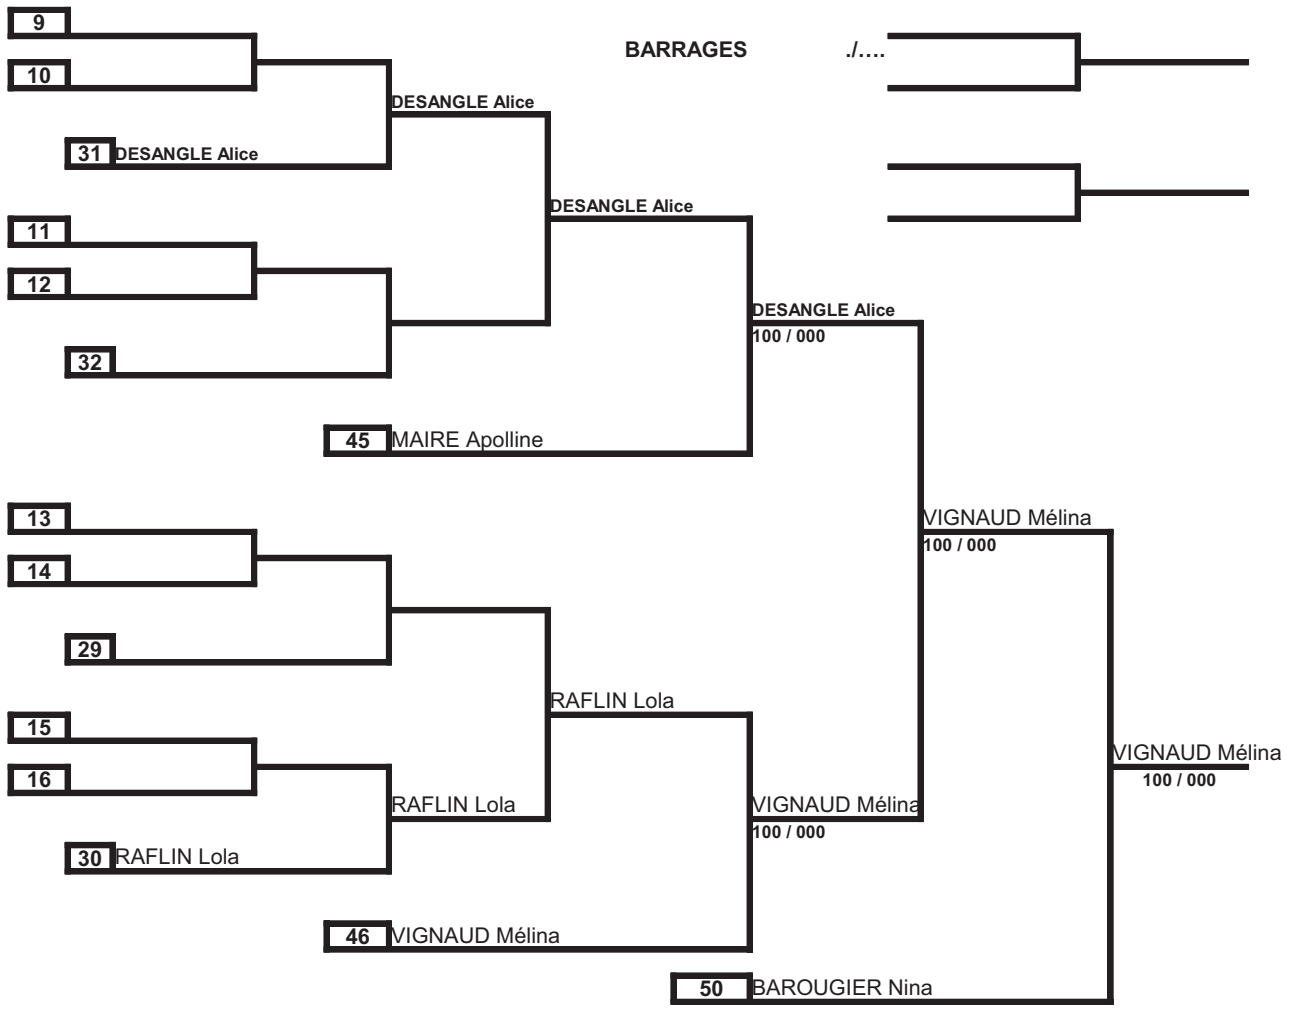 9
BARRAGES ./....
10
DESANGLE Alice
31 DESANGLE Alice
DESANGLE Alice
11
12
DESANGLE Alice
100 / 000
32
45 MAIRE Apolline
13
VIGNAUD Mélina
100 / 000
14
29
RAFLIN Lola
15
VIGNAUD Mélina
16
100 / 000
RAFLIN Lola
VIGNAUD Mélina
100 / 000
30 RAFLIN Lola
46 VIGNAUD Mélina
50 BAROUGIER Nina